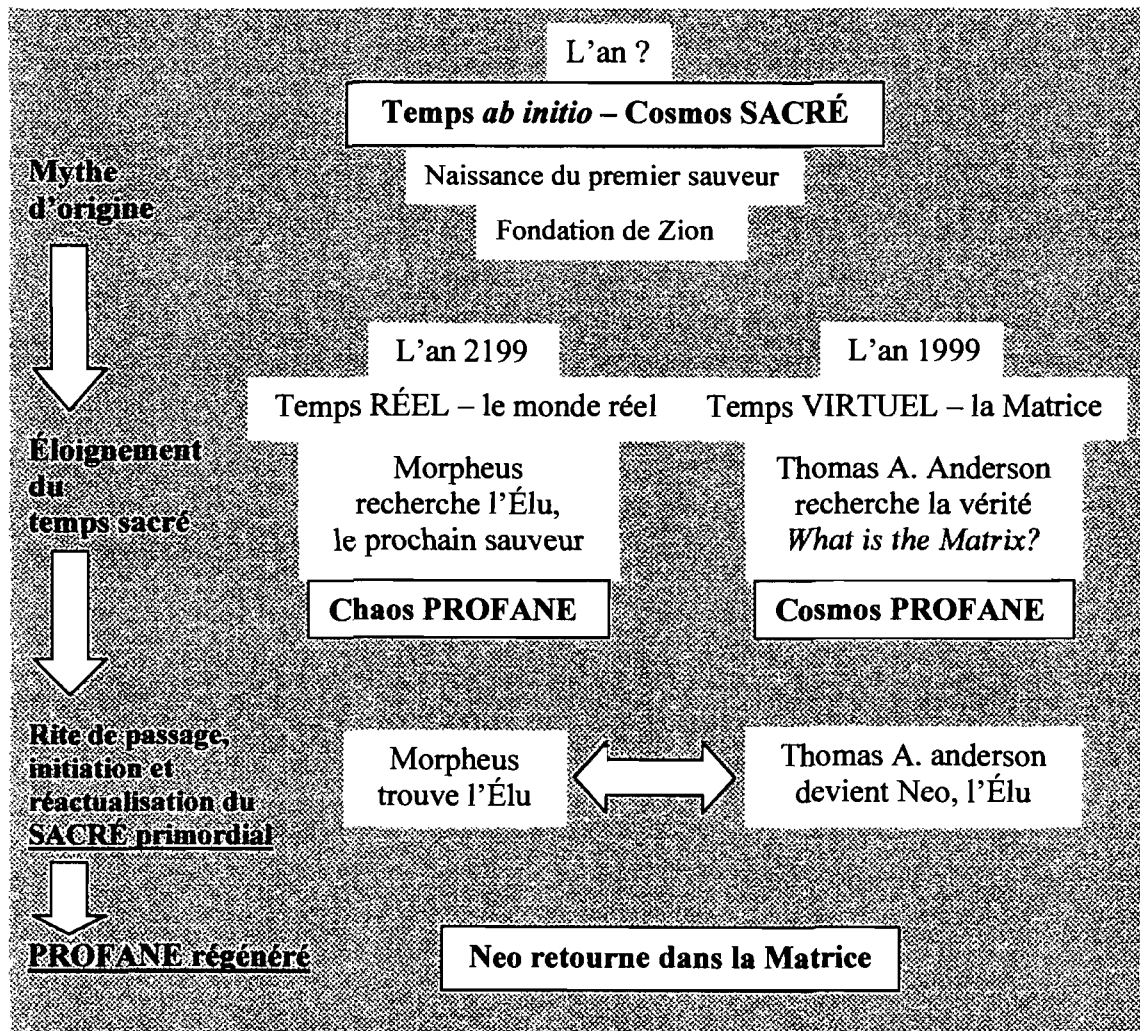 L'an ?
Temps ab initio – Cosmos SACRÉ
Mythe
d'origine
Naissance du premier sauveur
Fondation de Zion
L'an 2199
Temps RÉEL – le monde réel
L'an 1999
Temps VIRTUEL – la Matrice
Éloignement
du
temps sacré
Morpheus
recherche l'Élu,
le prochain sauveur
Chaos PROFANE
Thomas A. Anderson
recherche la vérité
What is the Matrix?
Cosmos PROFANE
Rite de passage,
initiation et
réactualisation du
SACRÉ primordial
Morpheus
trouve l'Élu
Thomas A. anderson
devient Neo, l'Élu
PROFANE régénéré
Neo retourne dans la Matrice